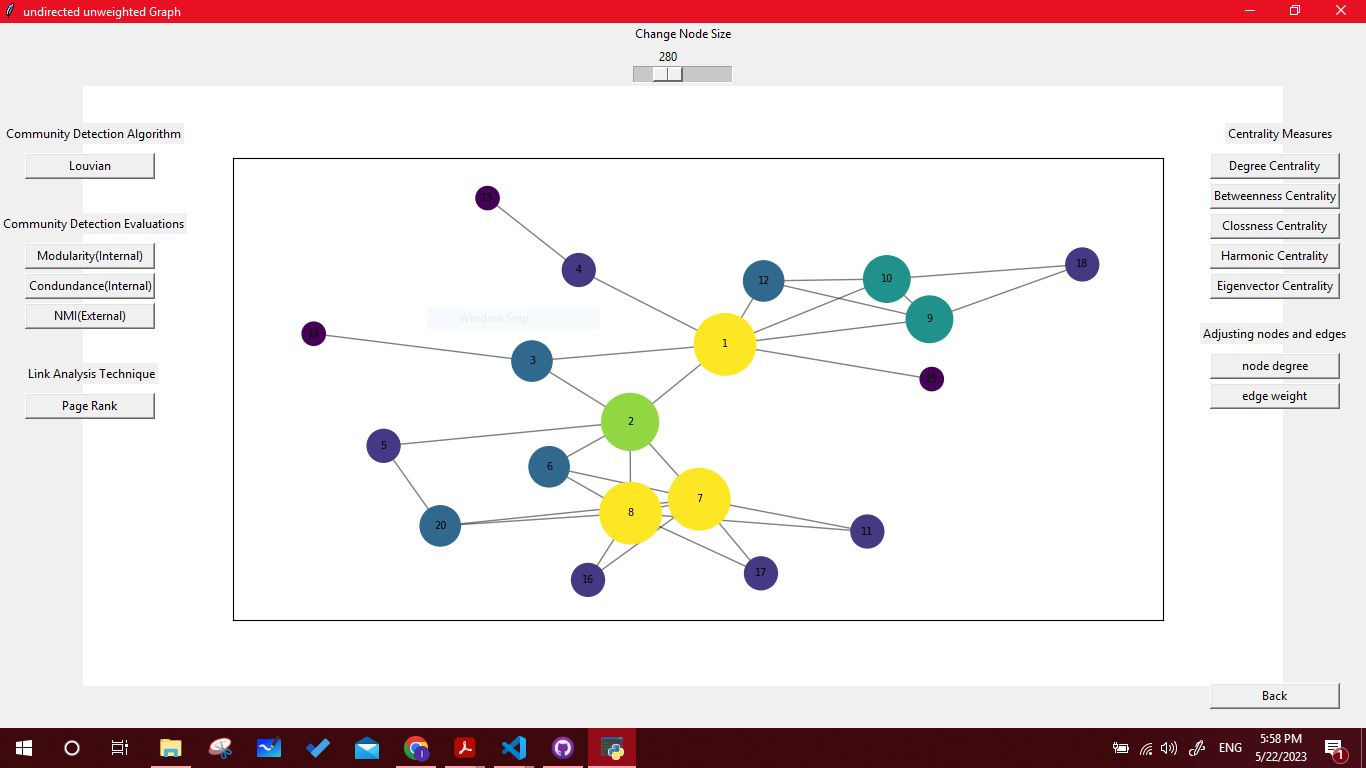 undirected unweighted Graph
Change Node Size
280
Community Detection Algorithm
Louvian
Community Detection Evaluations
Modularity(Internal)
Condundance(Internal)
NMI(External)
Link Analysis Technique
Page Rank
13
4
12
10
18
9
Window Snip
14
3
1
15
2
5
6
7
8
20
11
16
17
Centrality Measures
Degree Centrality
Betweenness Centrality
Clossness Centrality
Harmonic Centrality
Eigenvector Centrality
Adjusting nodes and edges
node degree
edge weight
Back
ENG
5:58 PM
5/22/2023
1